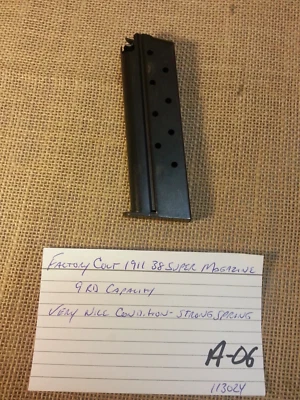 Factory Colt 1911 38 Super Magazine
9 RD Capacity
Very Nice Condition - Strong Spring
A-06
113024